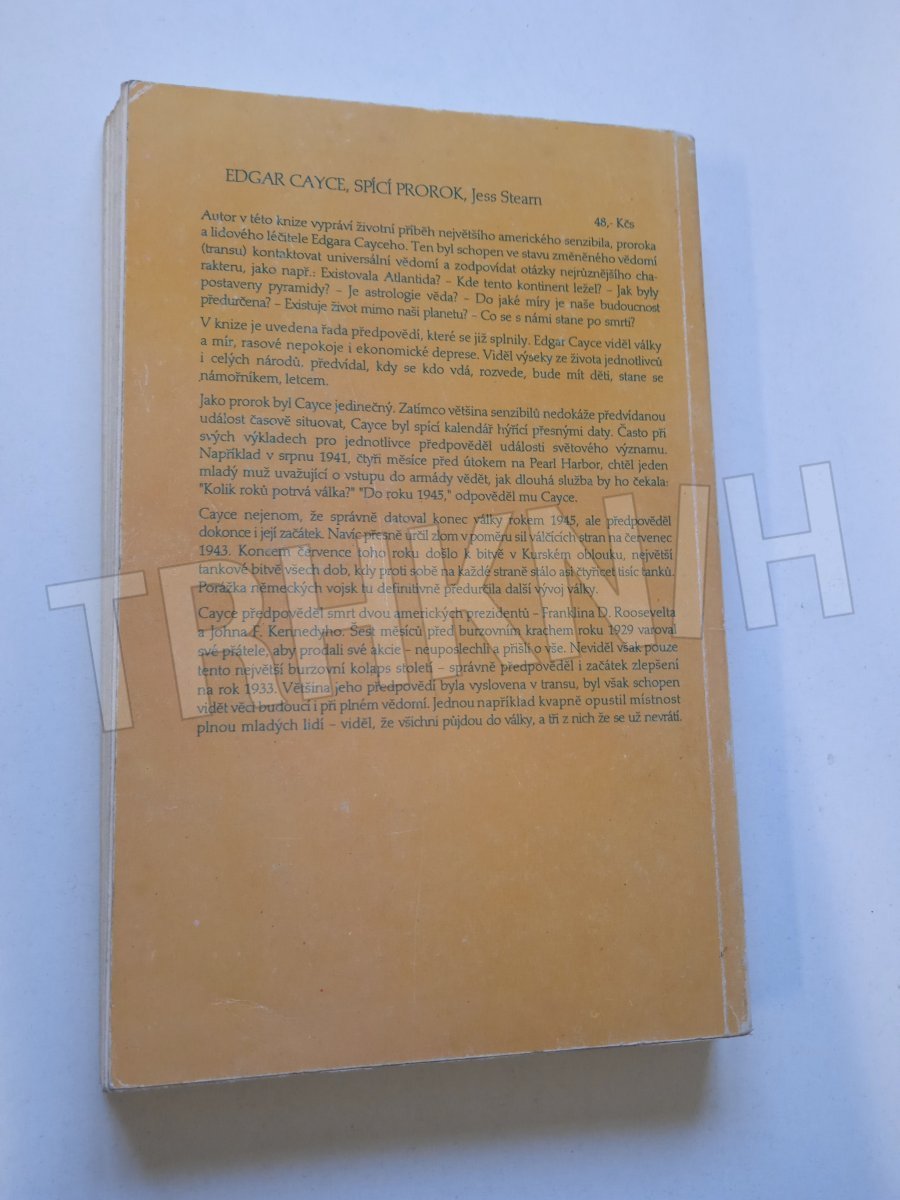 EDGAR CAYCE, SPÍCÍ PROROK, Jess Stearn
48,- Kčs
Autor v této knize vypráví životní příběh největšího amerického senzibila, proroka
a lidového léčitele Edgara Cayceho. Ten byl schopen ve stavu změněného vědomí
(transu) kontaktovat universální vědomí a zodpovídat otázky nejrůznějšího cha-
rakteru, jako např.: Existovala Atlantida? – Kde tento kontinent ležel? – Jak byly
postaveny pyramidy? – Je astrologie věda? – Do jaké míry je naše budoucnost
předurčena? – Existuje život mimo naši planetu? – Co se s námi stane po smrti?
V knize je uvedena řada předpovědí, které se již splnily. Edgar Cayce viděl války
a mír, rasové nepokoje i ekonomické deprese. Viděl výseky ze života jednotlivců
i celých národů. předvídal, kdy se kdo vdá, rozvede, bude mít děti, stane se
námořníkem, letcem.
Jako prorok byl Cayce jedinečný. Zatímco většina senzibilů nedokáže předvídanou
událost časově situovat, Cayce byl spící kalendář hýřící přesnými daty. Často při
svých výkladech pro jednotlivce předpověděl události světového významu.
Například v srpnu 1941, čtyři měsíce před útokem na Pearl Harbor, chtěl jeden
mladý muž uvažující o vstupu do armády vědět, jak dlouhá služba by ho čekala:
"Kolik roků potrvá válka?" "Do roku 1945," odpověděl mu Cayce.
Cayce nejenom, že správně datoval konec války rokem 1945, ale předpověděl
dokonce i její začátek. Navíc přesně určil zlom v poměru sil válčících stran na červenec
1943. Koncem července toho roku došlo k bitvě v Kurském oblouku, největší
tankové bitvě všech dob, kdy proti sobě na každé straně stálo asi čtyřicet tisíc tanků.
Porážka německých vojsk tu definitivně předurčila další vývoj války.
Cayce předpověděl smrt dvou amerických prezidentů – Franklina D. Roosevelta
a Johna F. Kennedyho. Šest měsíců před burzovním krachem roku 1929 varoval
své přátele, aby prodali své akcie – neuposlechli a přišli o vše. Neviděl však pouze
tento největší burzovní kolaps století – správně předpověděl i začátek zlepšení
na rok 1933. Většina jeho předpovědí byla vyslovena v transu, byl však schopen
vidět věci budoucí i při plném vědomí. Jednou například kvapně opustil místnost
plnou mladých lidí – viděl, že všichni půjdou do války, a tři z nich že se už nevrátí.
TRHKNIH